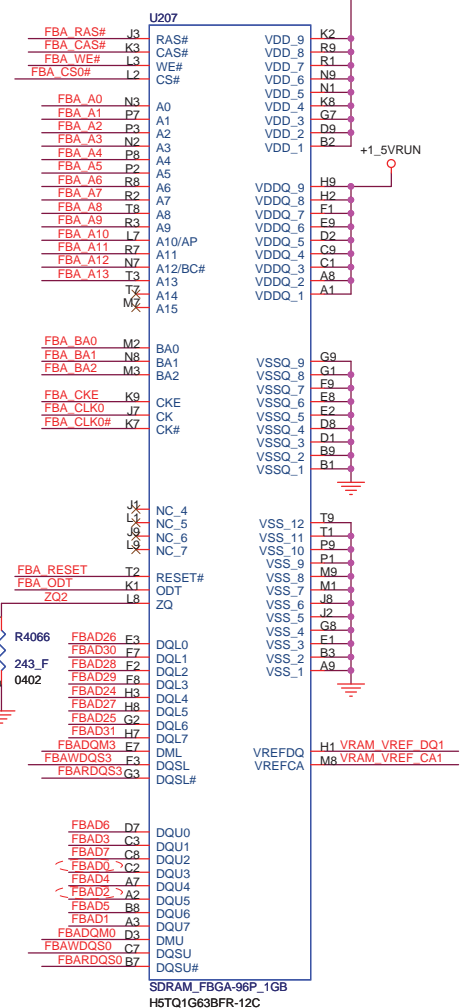 U207
FBA_RAS# J3 RAS# VDD_9 K2
FBA_CAS# K3 CAS# VDD_8 R9
FBA_WE# L3 WE# VDD_7 R1
FBA_CS0# L2 CS# VDD_6 N9
VDD_5 N1
FBA_A0 N3 A0 VDD_4 K8
FBA_A1 P7 A1 VDD_3 G7
FBA_A2 P3 A2 VDD_2 D9
FBA_A3 N2 A3 VDD_1 B2
+1_5VRUN
FBA_A4 P8 A4
FBA_A5 P2 A5
FBA_A6 R8 A6 VDDQ_9 H9
FBA_A7 R2 A7 VDDQ_8 H2
FBA_A8 T8 A8 VDDQ_7 F1
FBA_A9 R3 A9 VDDQ_6 E9
FBA_A10 L7 A10/AP VDDQ_5 D2
FBA_A11 R7 A11 VDDQ_4 C9
FBA_A12 N7 A12/BC# VDDQ_3 C1
FBA_A13 T3 A13 VDDQ_2 A8
T7 A14 VDDQ_1 A1
M7 A15
FBA_BA0 M2 BA0
FBA_BA1 N8 BA1 VSSQ_9 G9
FBA_BA2 M3 BA2 VSSQ_8 G1
VSSQ_7 F9
FBA_CKE K9 CKE VSSQ_6 E8
FBA_CLK0 J7 CK VSSQ_5 E2
FBA_CLK0# K7 CK# VSSQ_4 D8
VSSQ_3 D1
VSSQ_2 B9
VSSQ_1 B1
J1 NC_4
L1 NC_5 VSS_12 T9
J9 NC_6 VSS_11 T1
L9 NC_7 VSS_10 P9
VSS_9 P1
FBA_RESET T2 RESET# VSS_8 M9
FBA_ODT K1 ODT VSS_7 M1
ZQ2 L8 ZQ VSS_6 J8
VSS_5 J2
VSS_4 G8
R4066
FBAD26 E3 DQL0 VSS_3 E1
FBAD30 F7 DQL1 VSS_2 B3
243_F
FBAD28 F2 DQL2 VSS_1 A9
0402
FBAD29 F8 DQL3
FBAD24 H3 DQL4
FBAD27 H8 DQL5
FBAD25 G2 DQL6
FBAD31 H7 DQL7
FBADQM3 E7 DML VREFDQ H1 VRAM_VREF_DQ1
FBAWDQS3 F3 DQSL VREFCA M8 VRAM_VREF_CA1
FBARDQS3 G3 DQSL#
FBAD6 D7 DQU0
FBAD3 C3 DQU1
FBAD7 C8 DQU2
FBAD0 C2 DQU3
FBAD4 A7 DQU4
FBAD2 A2 DQU5
FBAD5 B8 DQU6
FBAD1 A3 DQU7
FBADQM0 D3 DMU
FBAWDQS0 C7 DQSU
FBARDQS0 B7 DQSU#
SDRAM_FBGA-96P_1GB
H5TQ1G63BFR-12C